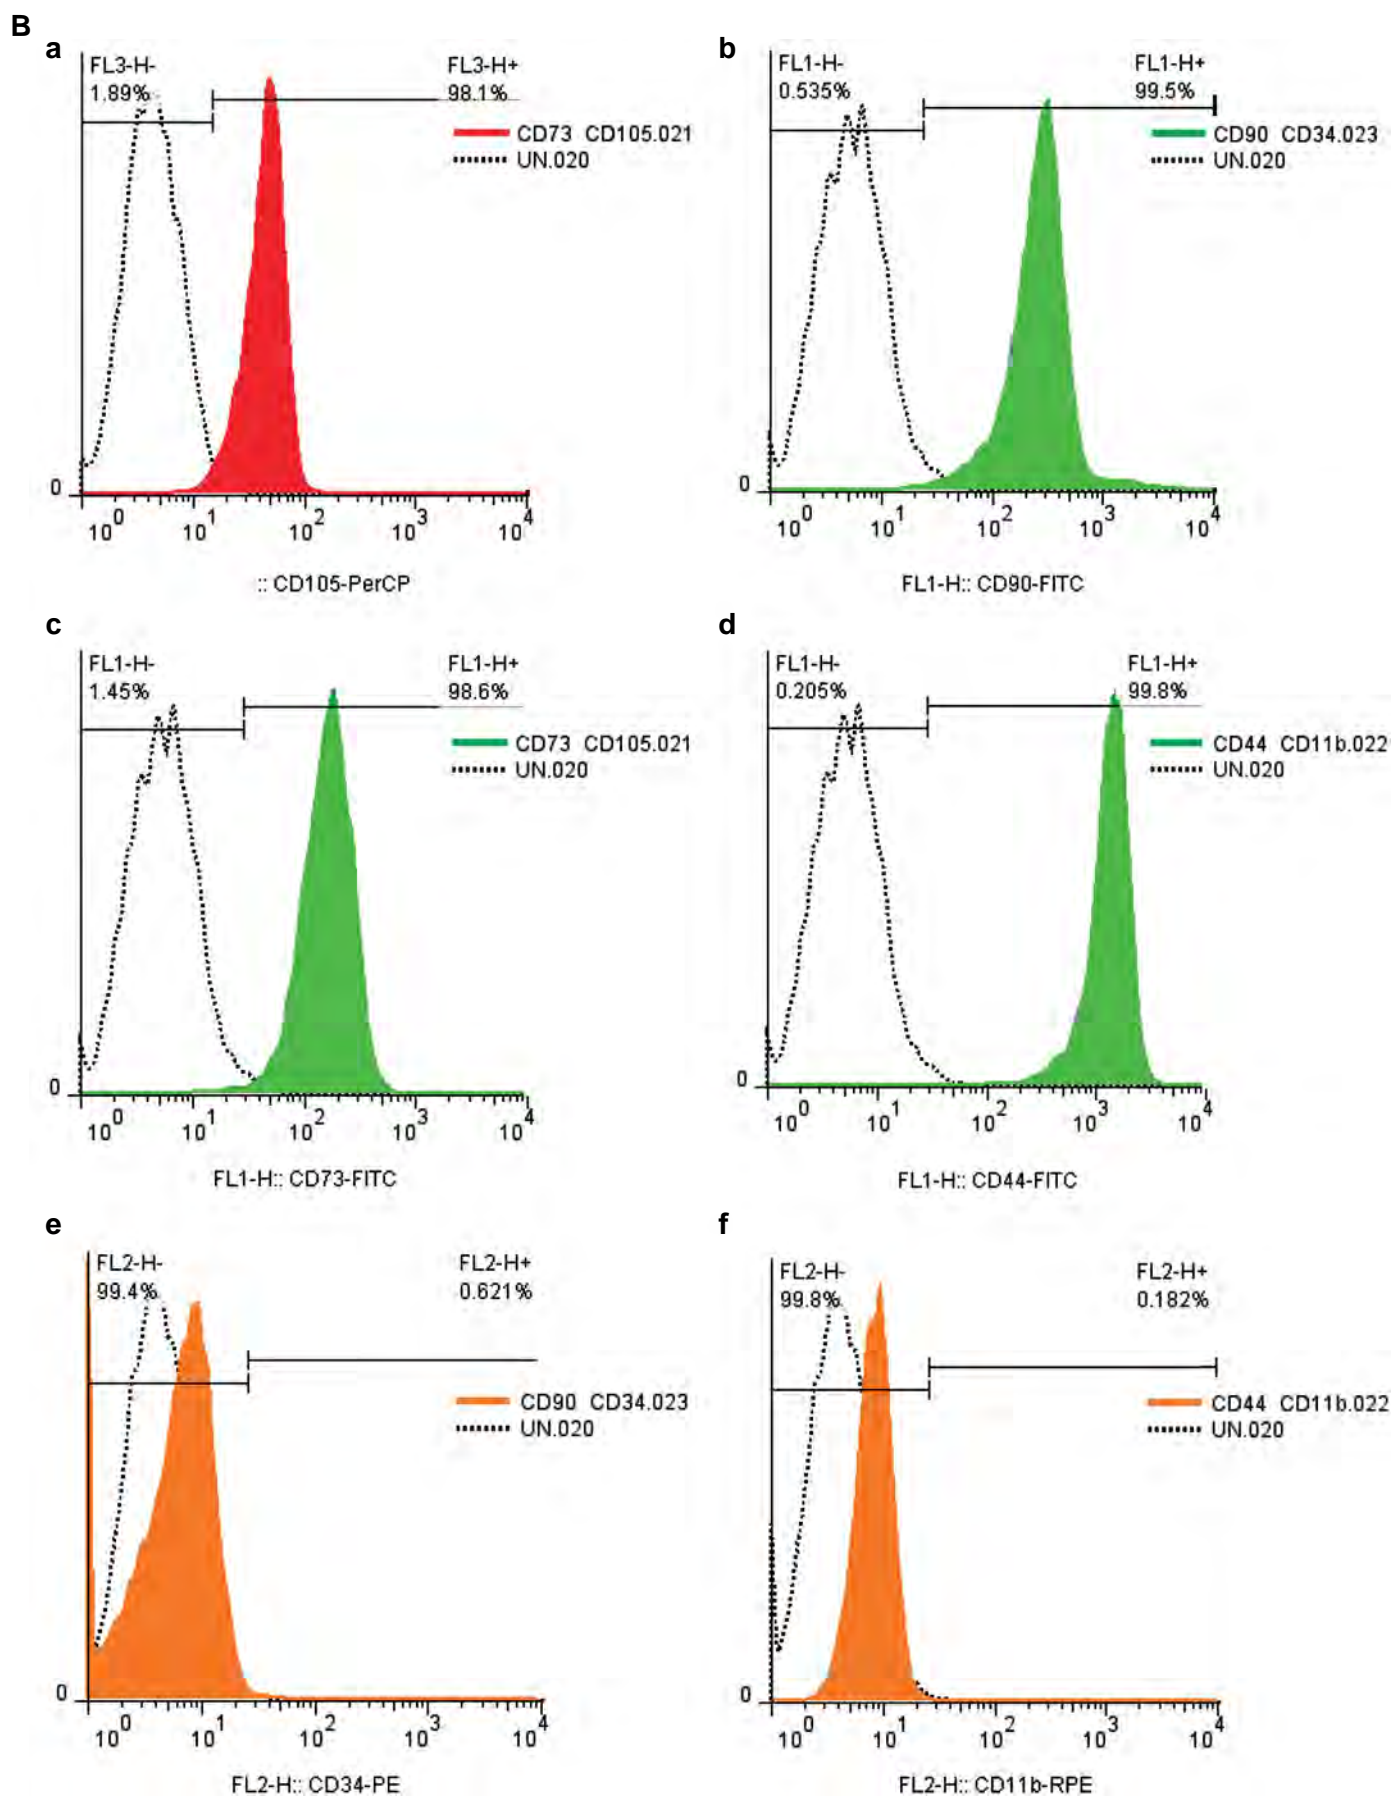 B
a
FL3-H-
1.89%
FL3-H+
98.1%
CD73 CD105.021
UN.020
0
10^0 10^1 10^2 10^3 10^4
:: CD105-PerCP
b
FL1-H-
0.535%
FL1-H+
99.5%
CD90 CD34.023
UN.020
0
10^0 10^1 10^2 10^3 10^4
FL1-H:: CD90-FITC
c
FL1-H-
1.45%
FL1-H+
98.6%
CD73 CD105.021
UN.020
0
10^0 10^1 10^2 10^3 10^4
FL1-H:: CD73-FITC
d
FL1-H-
0.205%
FL1-H+
99.8%
CD44 CD11b.022
UN.020
0
10^0 10^1 10^2 10^3 10^4
FL1-H:: CD44-FITC
e
FL2-H-
99.4%
FL2-H+
0.621%
CD90 CD34.023
UN.020
0
10^0 10^1 10^2 10^3 10^4
FL2-H:: CD34-PE
f
FL2-H-
99.8%
FL2-H+
0.182%
CD44 CD11b.022
UN.020
0
10^0 10^1 10^2 10^3 10^4
FL2-H:: CD11b-RPE